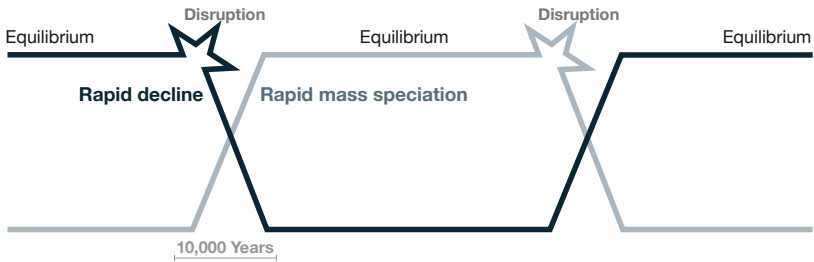 Disruption
Disruption
Equilibrium
Equilibrium
Equilibrium
Rapid decline
Rapid mass speciation
10,000 Years